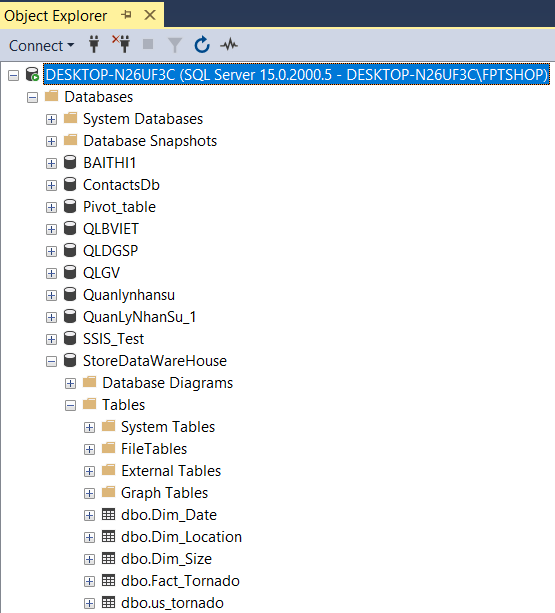 Object Explorer
Connect
DESKTOP-N26UF3C (SQL Server 15.0.2000.5 - DESKTOP-N26UF3C\FPTSHOP)
Databases
System Databases
Database Snapshots
BAITHI1
ContactsDb
Pivot_table
QLBVIET
QLDGSP
QLGV
Quanlynhansu
QuanLyNhanSu_1
SSIS_Test
StoreDataWareHouse
Database Diagrams
Tables
System Tables
FileTables
External Tables
Graph Tables
dbo.Dim_Date
dbo.Dim_Location
dbo.Dim_Size
dbo.Fact_Tornado
dbo.us_tornado